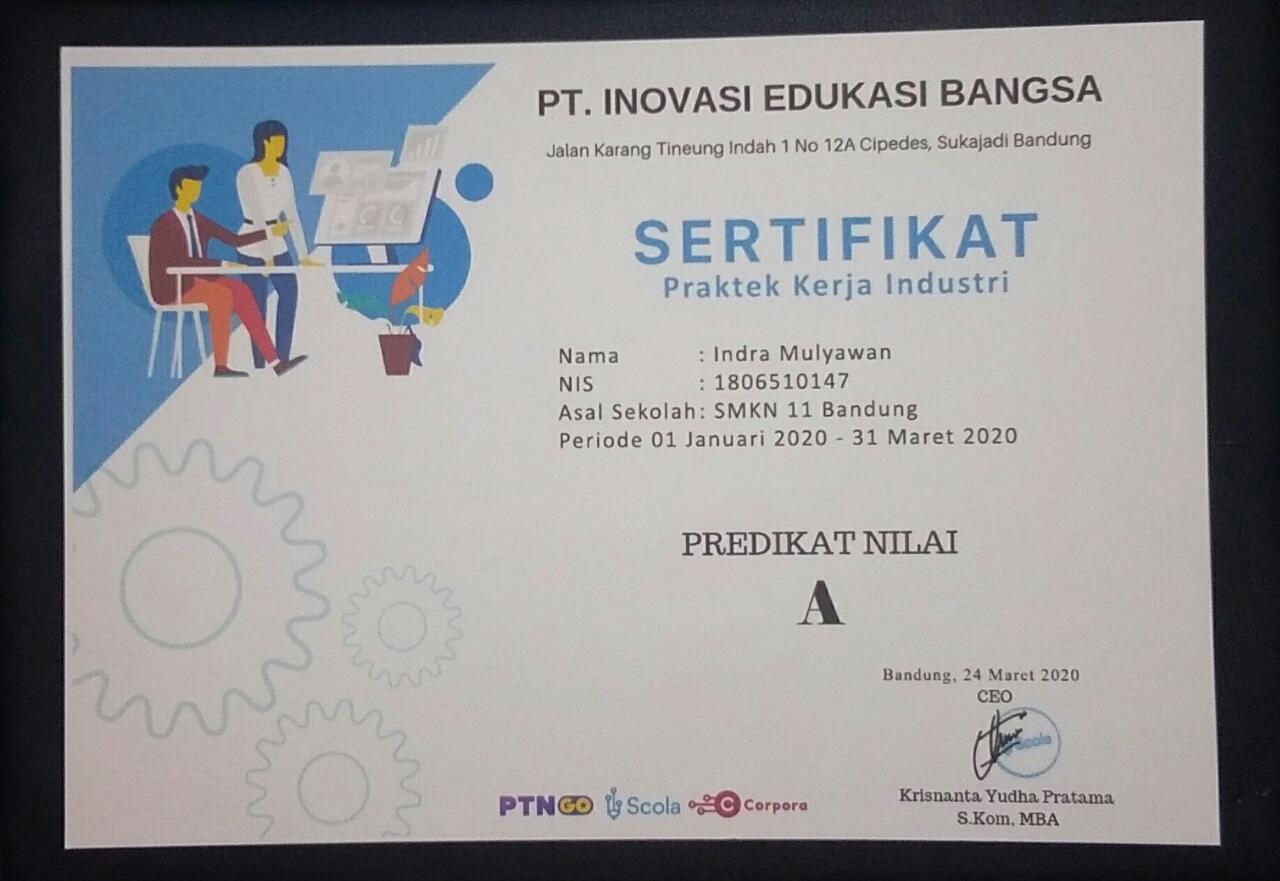 PT. INOVASI EDUKASI BANGSA
Jalan Karang Tineung Indah 1 No 12A Cipedes, Sukajadi Bandung
SERTIFIKAT
Praktek Kerja Industri
Nama : Indra Mulyawan
NIS : 1806510147
Asal Sekolah: SMKN 11 Bandung
Periode 01 Januari 2020 - 31 Maret 2020
PREDIKAT NILAI
A
Bandung, 24 Maret 2020
CEO
Scola
Krisnanta Yudha Pratama
S.Kom, MBA
PTNGO Scola C Corpora